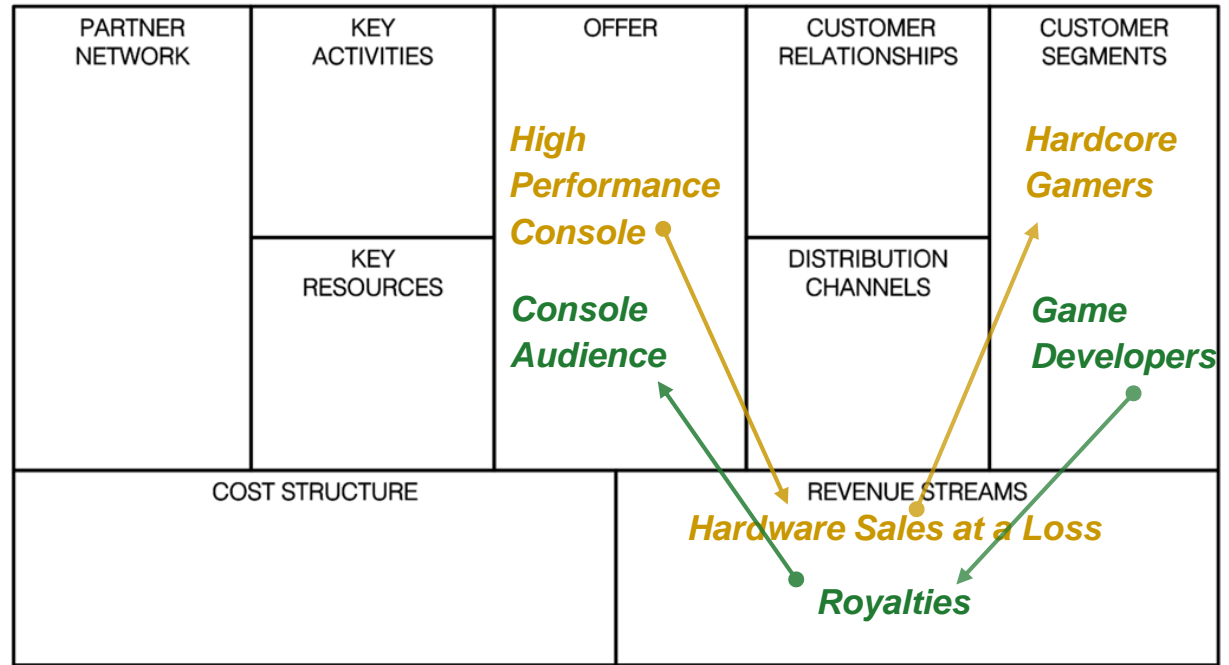 PARTNER
NETWORK
KEY
ACTIVITIES
OFFER
CUSTOMER
RELATIONSHIPS
CUSTOMER
SEGMENTS
High
Performance
Console
Hardcore
Gamers
KEY
RESOURCES
DISTRIBUTION
CHANNELS
Console
Audience
Game
Developers
COST STRUCTURE
REVENUE STREAMS
Hardware Sales at a Loss
Royalties